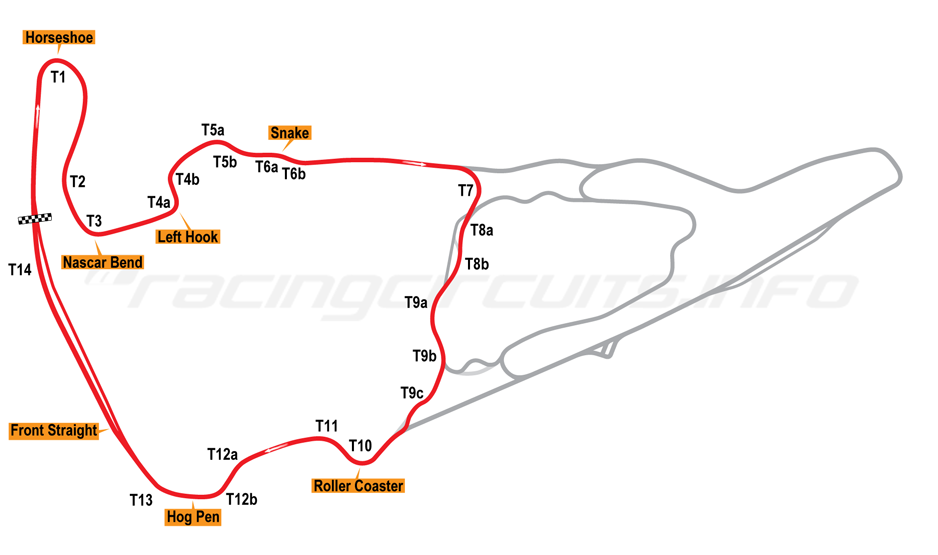 Horseshoe
T1
T5a
Snake
T5b
T6a
T6b
T2
T4b
T7
T4a
T3
Left Hook
T8a
Nascar Bend
T8b
T14
racingcircuits.info
T9a
T9b
T9c
Front Straight
T11
T10
T12a
Roller Coaster
T13
T12b
Hog Pen